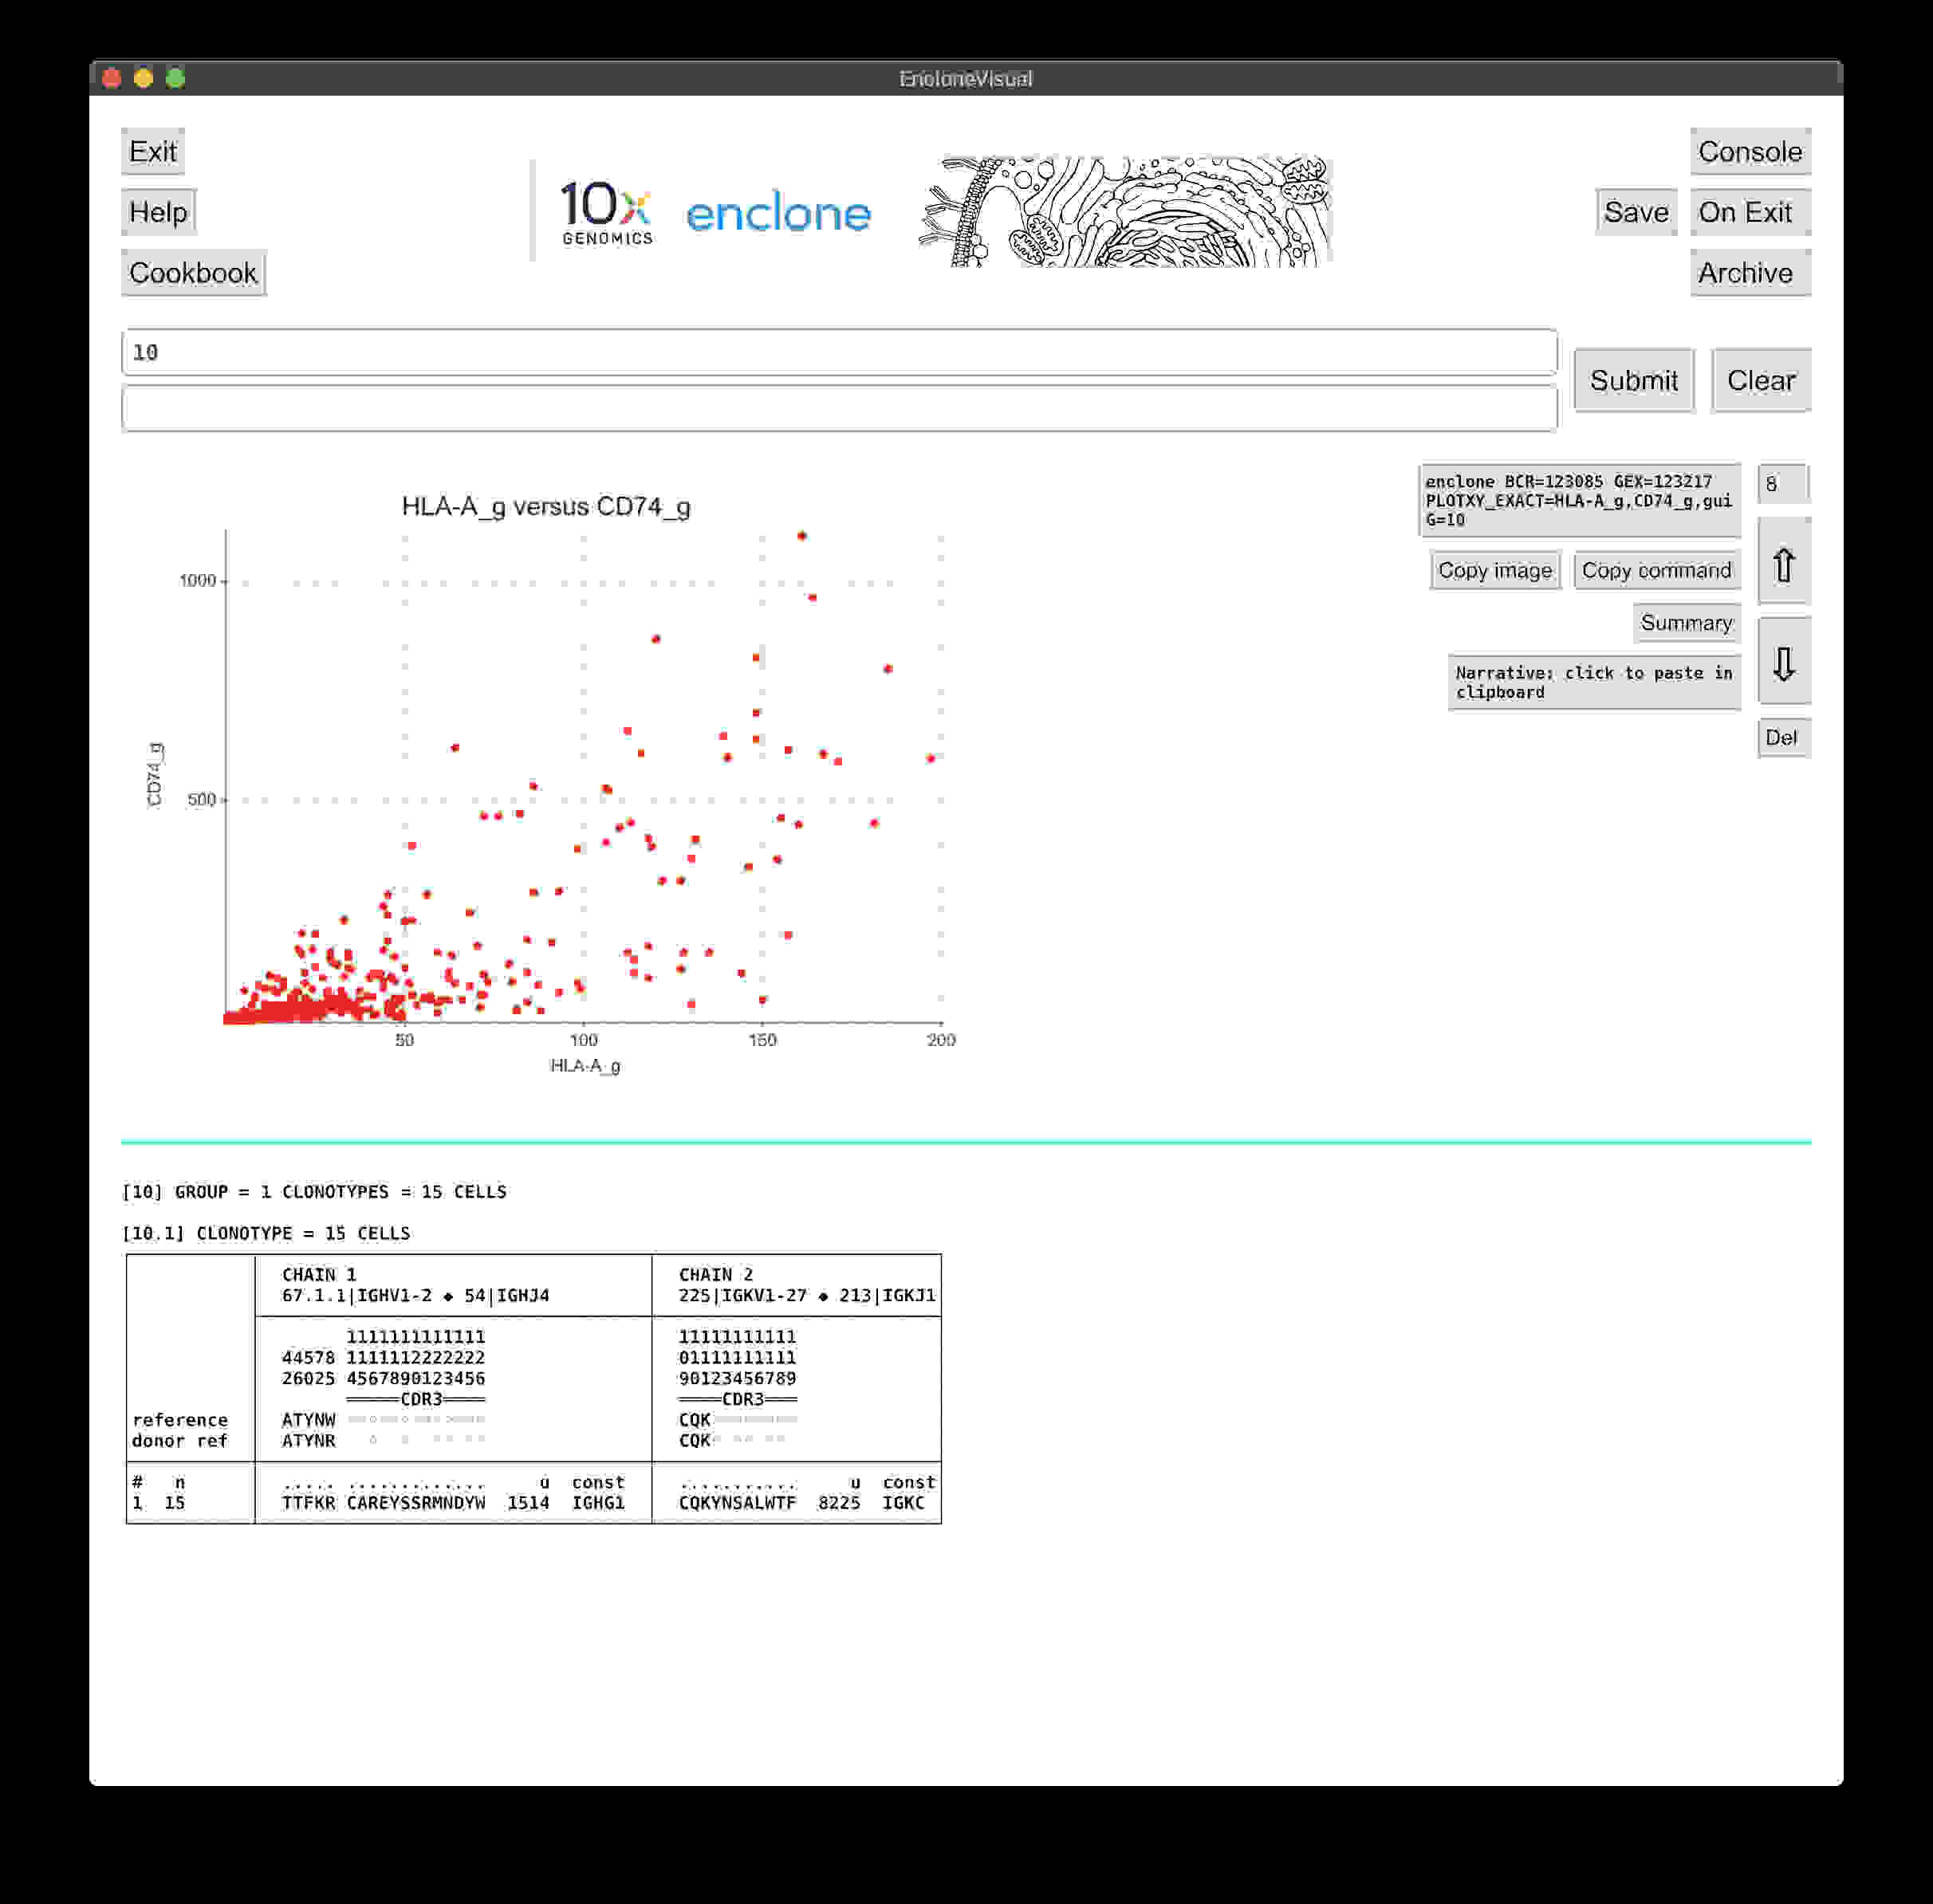 EncloneVisual
Exit
Help
Cookbook
10x
GENOMICS
enclone
Console
Save
On Exit
Archive
10
Submit
Clear
enclone BCR=123085 GEX=123217
PLOTXY_EXACT=HLA-A_g,CD74_g,gui
G=10
8
Copy image
Copy command
⇧
Summary
Narrative: click to paste in
clipboard
⇩
Del
HLA-A_g versus CD74_g
1000
500
CD74_g
50 100 150 200
HLA-A_g
[10] GROUP = 1 CLONOTYPES = 15 CELLS
[10.1] CLONOTYPE = 15 CELLS
CHAIN 1 CHAIN 2
67.1.1|IGHV1-2 ◆ 54|IGHJ4 225|IGKV1-27 ◆ 213|IGKJ1
1111111111111 11111111111
44578 1111112222222 01111111111
26025 4567890123456 90123456789
═════CDR3════ ════CDR3═══
reference ATYNW CQK
donor ref ATYNR CQK
# n ..... ............. u const ........... u const
1 15 TTFKR CAREYSSRMNDYW 1514 IGHG1 CQKYNSALWTF 8225 IGKC